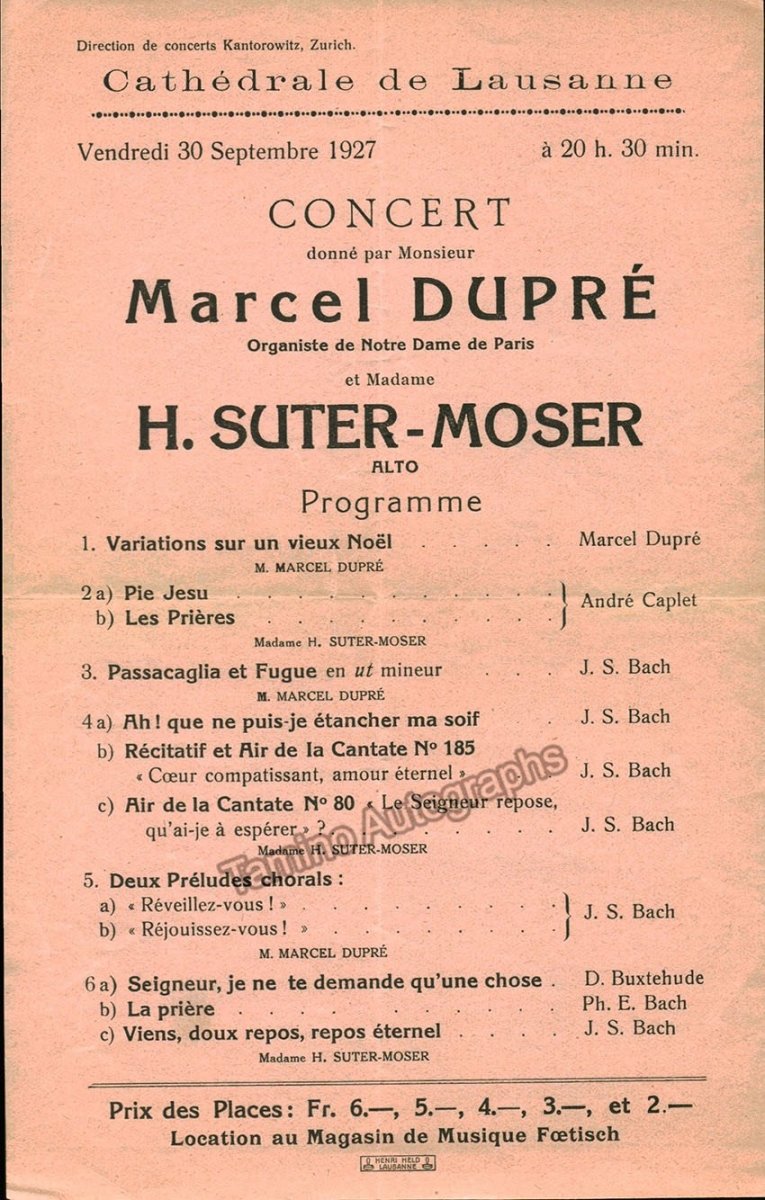 Direction de concerts Kantorowitz, Zurich.
Cathédrale de Lausanne
Vendredi 30 Septembre 1927 à 20 h. 30 min.
CONCERT
donné par Monsieur
Marcel DUPRÉ
Organiste de Notre Dame de Paris
et Madame
H. SUTER-MOSER
ALTO
Programme
1. Variations sur un vieux Noël . . . . . Marcel Dupré
M. MARCEL DUPRÉ
2 a) Pie Jesu . . . . . . . . . . . .
b) Les Prières . . . . . . . . . . . } André Caplet
Madame H. SUTER-MOSER
3. Passacaglia et Fugue en ut mineur . . . J. S. Bach
M. MARCEL DUPRÉ
4 a) Ah! que ne puis-je étancher ma soif . . J. S. Bach
b) Récitatif et Air de la Cantate Nº 185
« Cœur compatissant, amour éternel » . . . J. S. Bach
c) Air de la Cantate Nº 80 « Le Seigneur repose,
qu'ai-je à espérer » ? . . . . . . . . J. S. Bach
Madame H. SUTER-MOSER
Tamino Autographs
5. Deux Préludes chorals :
a) « Réveillez-vous ! » . . . . . . . .
b) « Réjouissez-vous ! » . . . . . . . . } J. S. Bach
M. MARCEL DUPRÉ
6 a) Seigneur, je ne te demande qu'une chose . D. Buxtehude
b) La prière . . . . . . . . . . . Ph. E. Bach
c) Viens, doux repos, repos éternel . . . . J. S. Bach
Madame H. SUTER-MOSER
Prix des Places: Fr. 6.—, 5.—, 4.—, 3.—, et 2.—
Location au Magasin de Musique Fœtisch
HENRI HELD
LAUSANNE